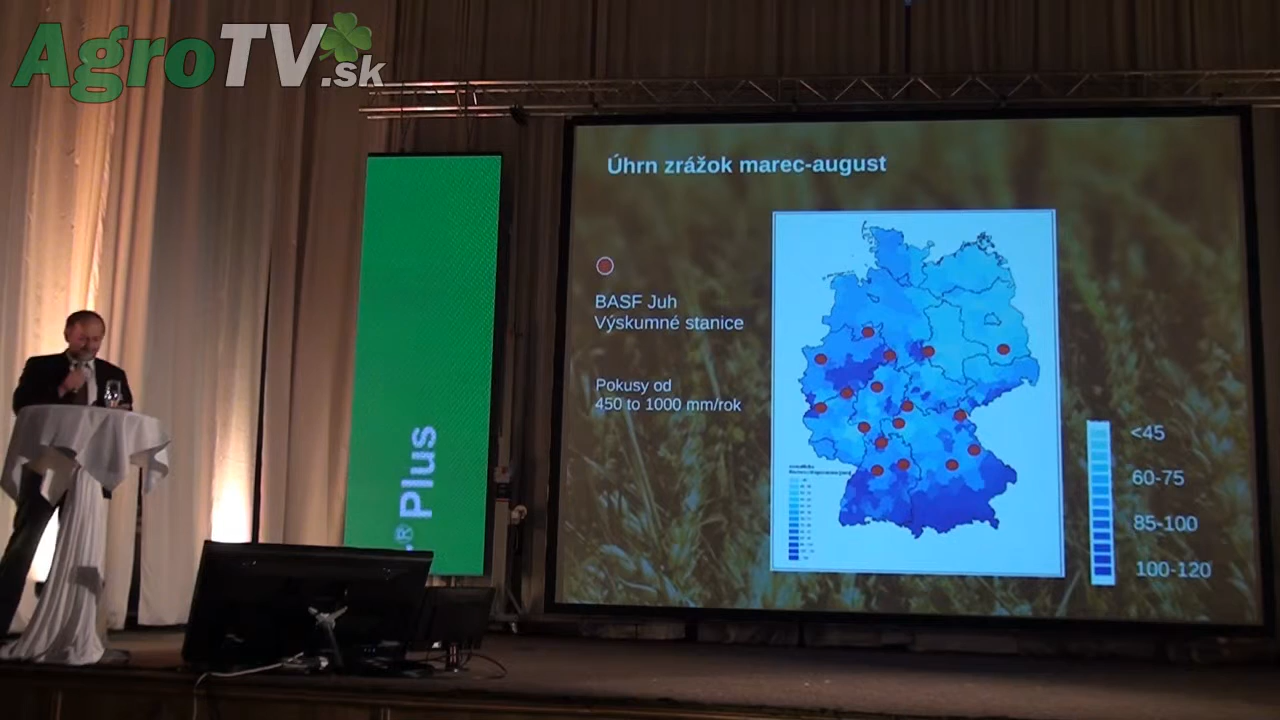 AgroTV.sk
Úhrn zrážok marec-august
BASF Juh
Výskumné stanice
Pokusy od
450 to 1000 mm/rok
<45
60-75
85-100
100-120
® Plus